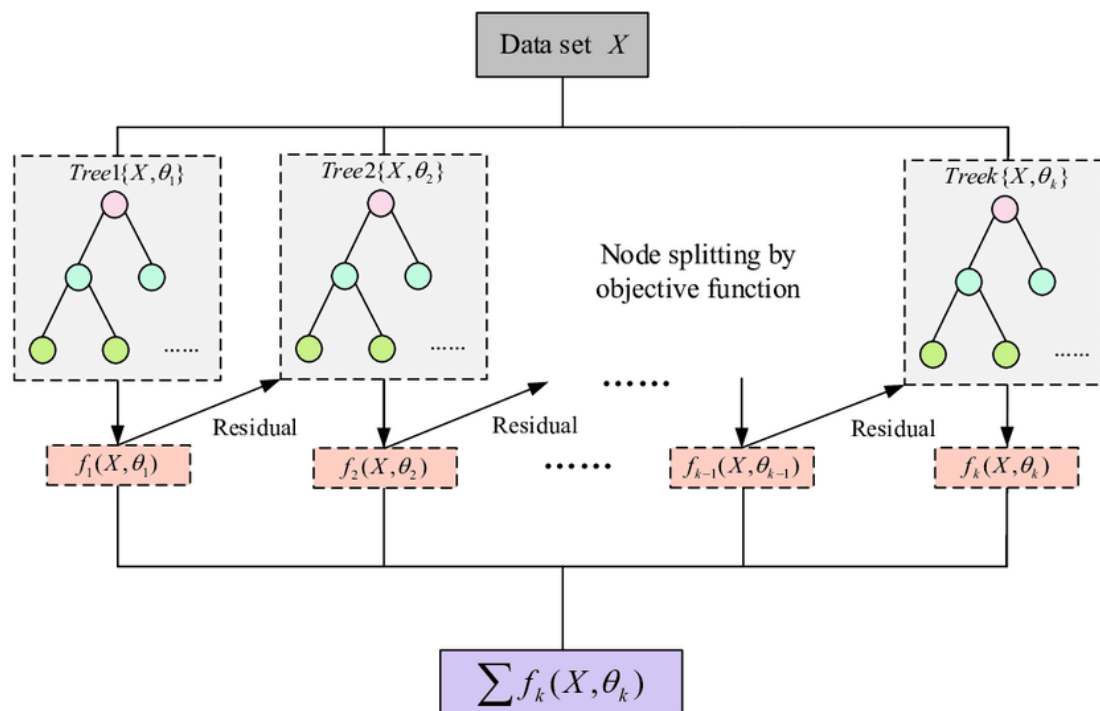 Data set X
Tree1{X,θ₁}
Tree2{X,θ₂}
Treek{X,θₖ}
Node splitting by
objective function
......
......
......
......
Residual
Residual
Residual
f₁(X,θ₁)
f₂(X,θ₂)
......
fₖ₋₁(X,θₖ₋₁)
fₖ(X,θₖ)
∑fₖ(X,θₖ)